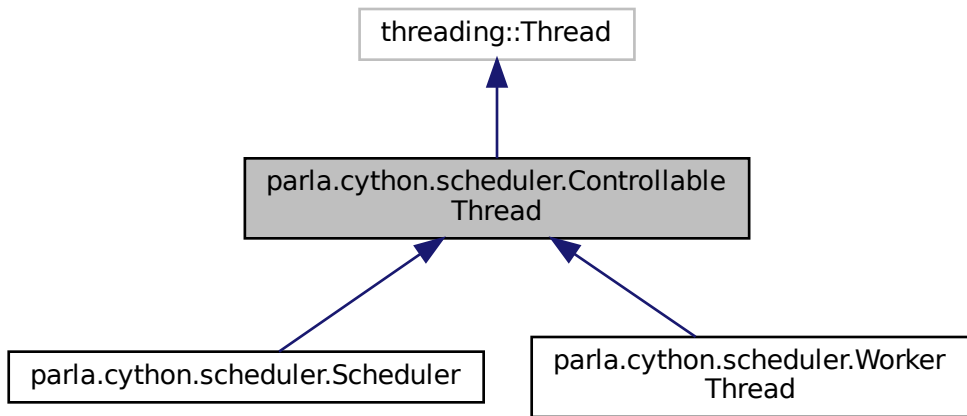 threading::Thread
parla.cython.scheduler.Controllable
Thread
parla.cython.scheduler.Scheduler
parla.cython.scheduler.Worker
Thread